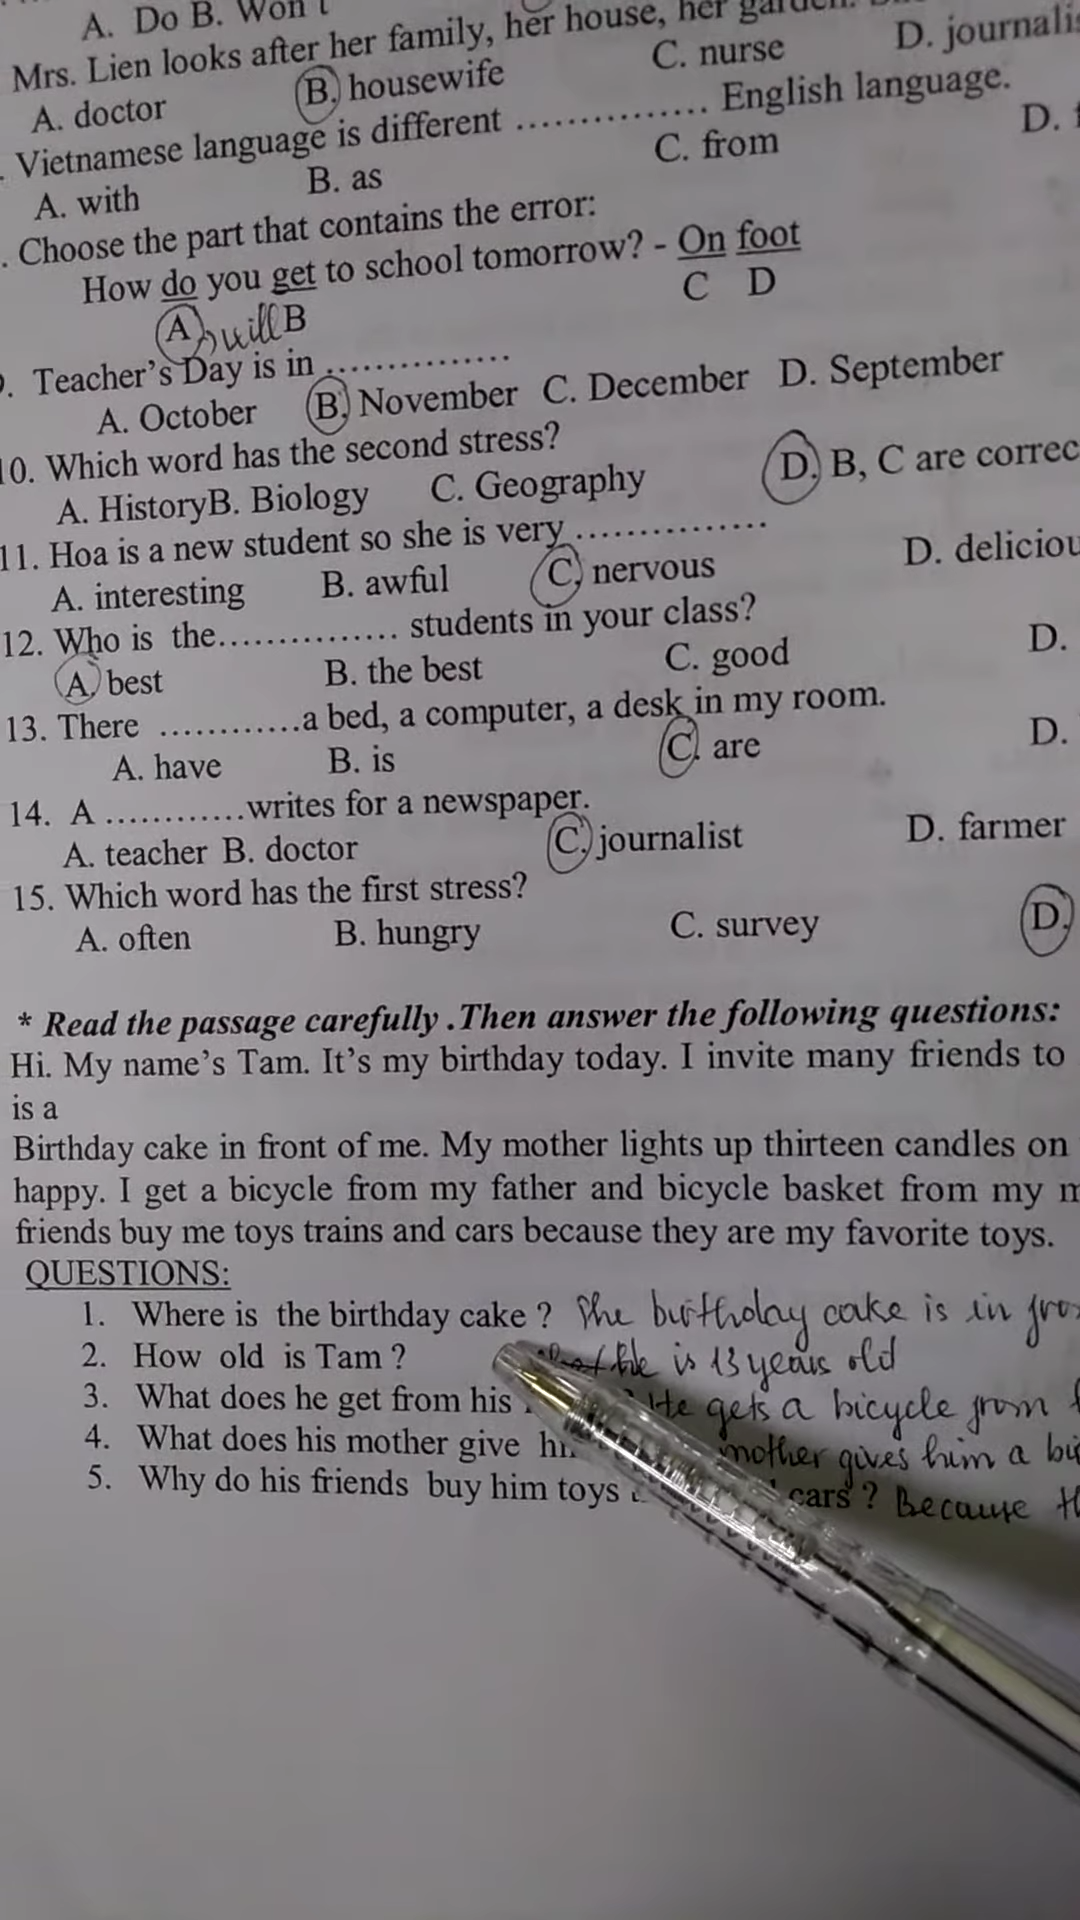 A. Do B. Won't
Mrs. Lien looks after her family, her house, her garden.
A. doctor B. housewife C. nurse D. journalis
. Vietnamese language is different ............... English language.
A. with B. as C. from D.
. Choose the part that contains the error:
How do you get to school tomorrow? - On foot
A will B C D
. Teacher's Day is in ...............
A. October B. November C. December D. September
10. Which word has the second stress?
A. HistoryB. Biology C. Geography D. B, C are correc
11. Hoa is a new student so she is very ...............
A. interesting B. awful C. nervous D. deliciou
12. Who is the............... students in your class?
A. best B. the best C. good D.
13. There ............a bed, a computer, a desk in my room.
A. have B. is C. are D.
14. A ............writes for a newspaper.
A. teacher B. doctor C. journalist D. farmer
15. Which word has the first stress?
A. often B. hungry C. survey D.
* Read the passage carefully .Then answer the following questions:
Hi. My name's Tam. It's my birthday today. I invite many friends to
is a
Birthday cake in front of me. My mother lights up thirteen candles on
happy. I get a bicycle from my father and bicycle basket from my m
friends buy me toys trains and cars because they are my favorite toys.
QUESTIONS:
1. Where is the birthday cake ? The birthday cake is in fro
2. How old is Tam ? He is 13 years old
3. What does he get from his He gets a bicycle from
4. What does his mother give mother gives him a bi
5. Why do his friends buy him toys cars ? Because th